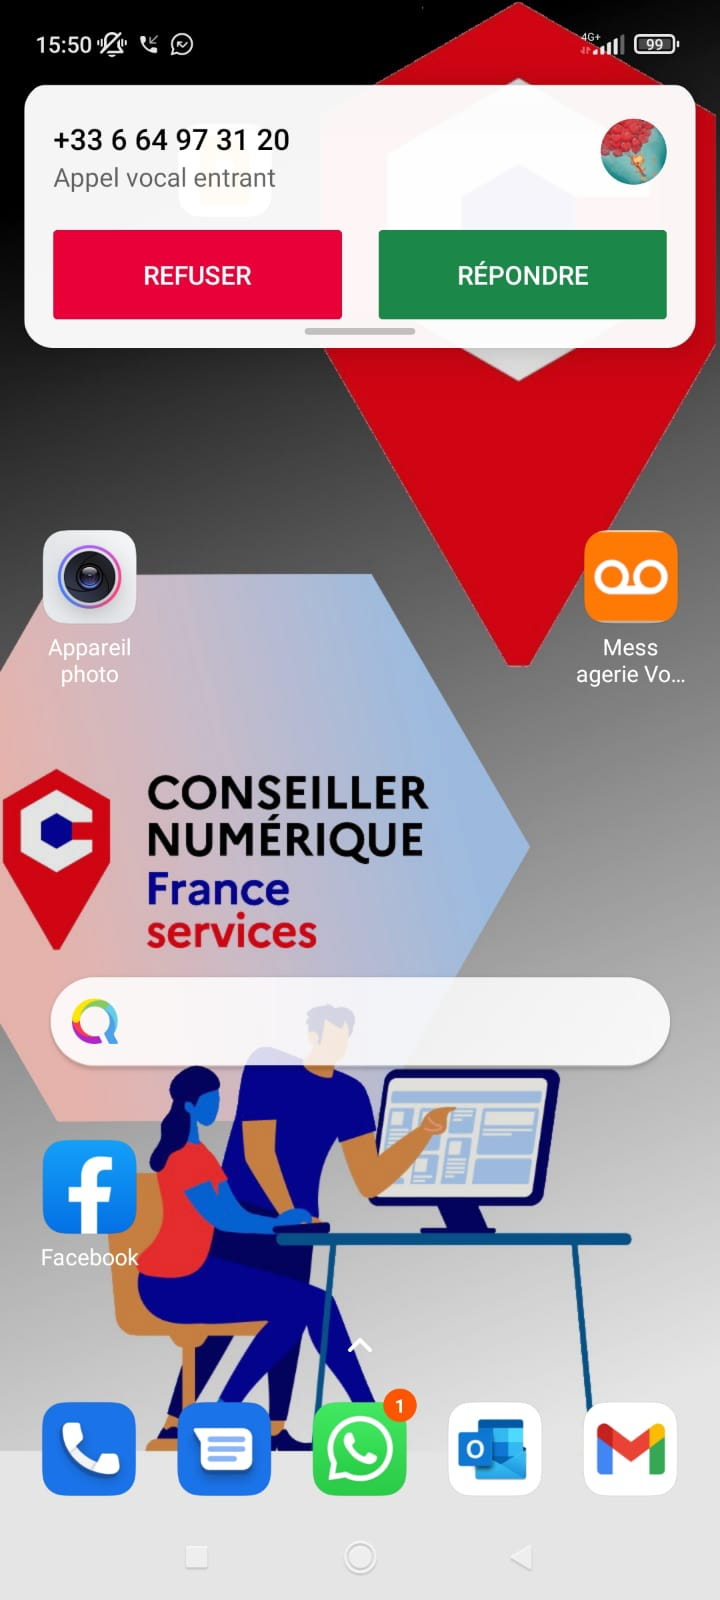 15:50
4G+
99
+33 6 64 97 31 20
Appel vocal entrant
REFUSER
RÉPONDRE
Appareil
photo
Mess
agerie Vo...
CONSEILLER
NUMÉRIQUE
France
services
Facebook
1
O